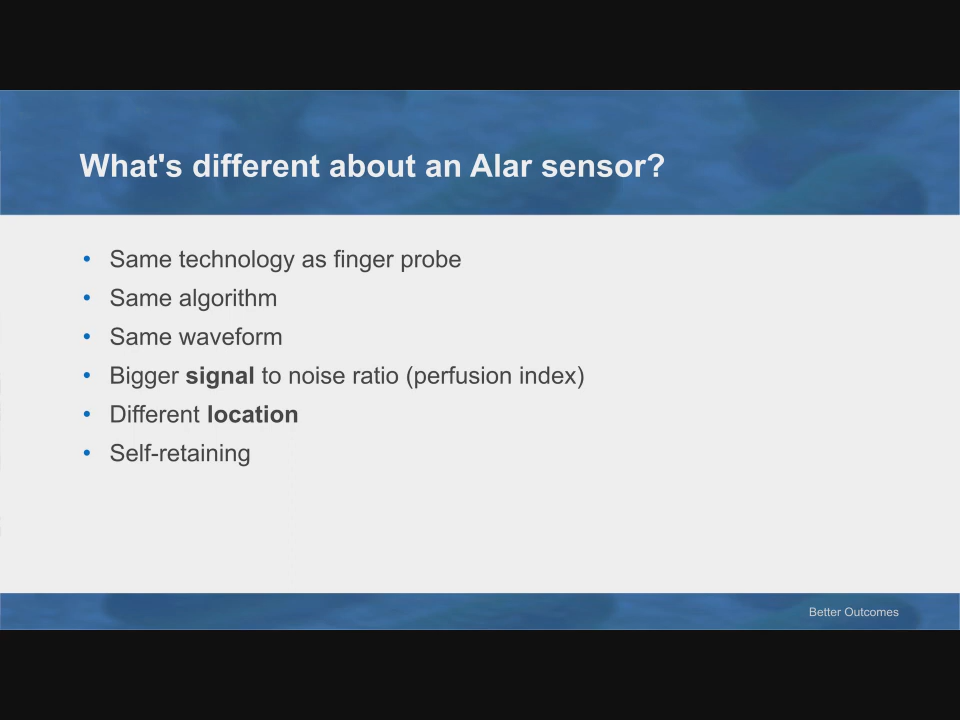 What's different about an Alar sensor?
• Same technology as finger probe
• Same algorithm
• Same waveform
• Bigger signal to noise ratio (perfusion index)
• Different location
• Self-retaining
Better Outcomes